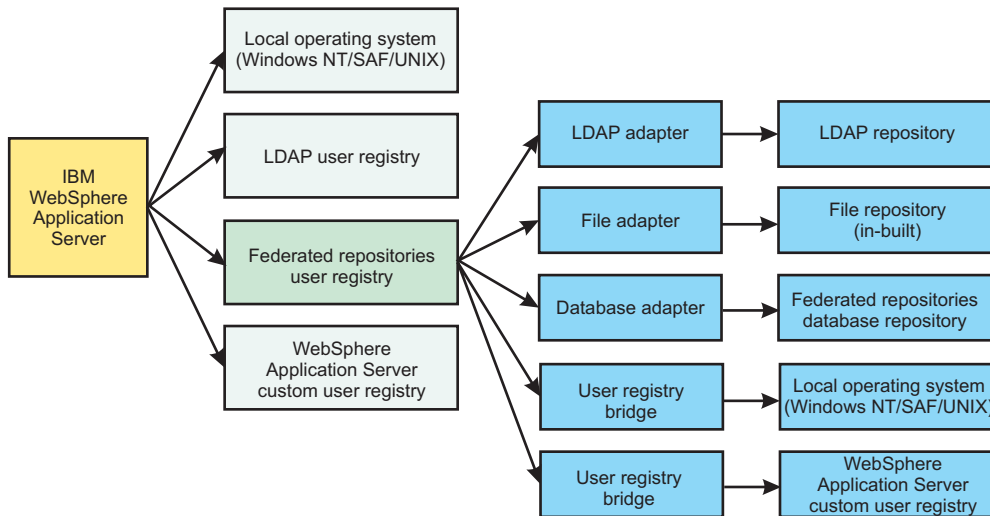 Local operating system
(Windows NT/SAF/UNIX)
LDAP user registry
IBM
WebSphere
Application
Server
Federated repositories
user registry
WebSphere
Application Server
custom user registry
LDAP adapter
LDAP repository
File adapter
File repository
(in-built)
Database adapter
Federated repositories
database repository
User registry
bridge
Local operating system
(Windows NT/SAF/UNIX)
User registry
bridge
WebSphere
Application Server
custom user registry